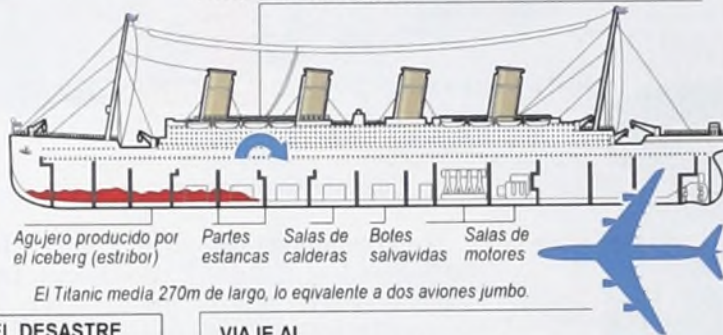 Agujero producido por
el iceberg (estribor)
Partes
estancas
Salas de
calderas
Botes
salvavidas
Salas de
motores
El Titanic medía 270m de largo, lo eqivalente a dos aviones jumbo.
EL DESASTRE
VIAJE AL